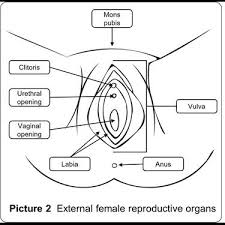 Mons
pubis
Clitoris
Urethral
opening
Vaginal
opening
Vulva
Labia
Anus
Picture 2 External female reproductive organs